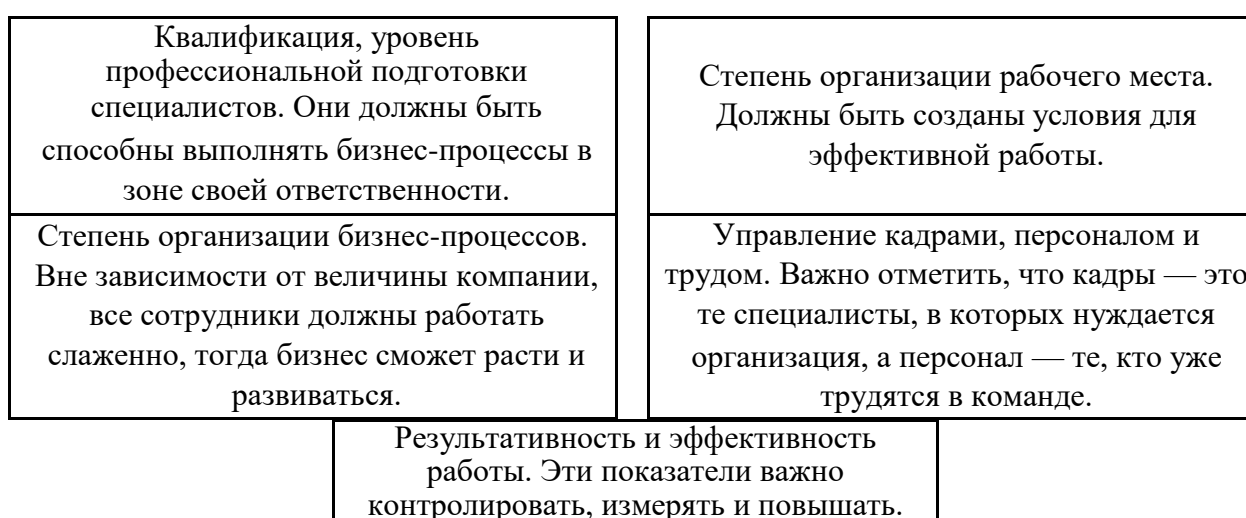 Квалификация, уровень
профессиональной подготовки
специалистов. Они должны быть
способны выполнять бизнес-процессы в
зоне своей ответственности.
Степень организации рабочего места.
Должны быть созданы условия для
эффективной работы.
Степень организации бизнес-процессов.
Вне зависимости от величины компании,
все сотрудники должны работать
слаженно, тогда бизнес сможет расти и
развиваться.
Управление кадрами, персоналом и
трудом. Важно отметить, что кадры — это
те специалисты, в которых нуждается
организация, а персонал — те, кто уже
трудятся в команде.
Результативность и эффективность
работы. Эти показатели важно
контролировать, измерять и повышать.